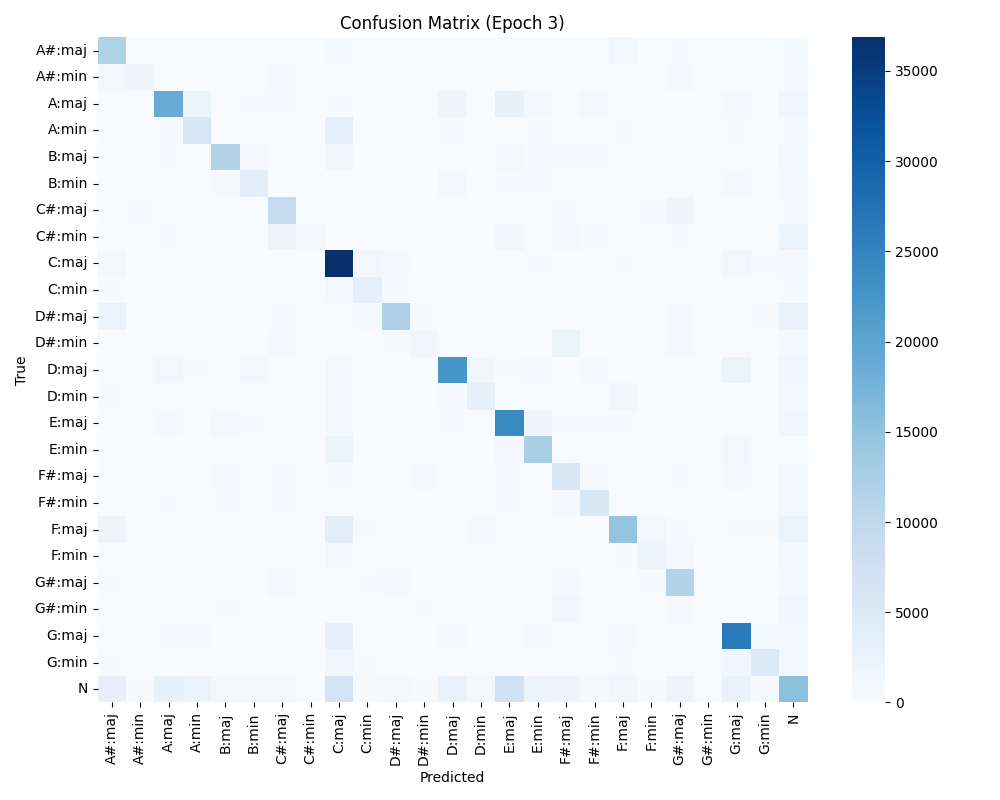 Confusion Matrix (Epoch 3)
True
A#:maj
A#:min
A:maj
A:min
B:maj
B:min
C#:maj
C#:min
C:maj
C:min
D#:maj
D#:min
D:maj
D:min
E:maj
E:min
F#:maj
F#:min
F:maj
F:min
G#:maj
G#:min
G:maj
G:min
N
A#:maj
A#:min
A:maj
A:min
B:maj
B:min
C#:maj
C#:min
C:maj
C:min
D#:maj
D#:min
D:maj
D:min
E:maj
E:min
F#:maj
F#:min
F:maj
F:min
G#:maj
G#:min
G:maj
G:min
N
Predicted
35000
30000
25000
20000
15000
10000
5000
0